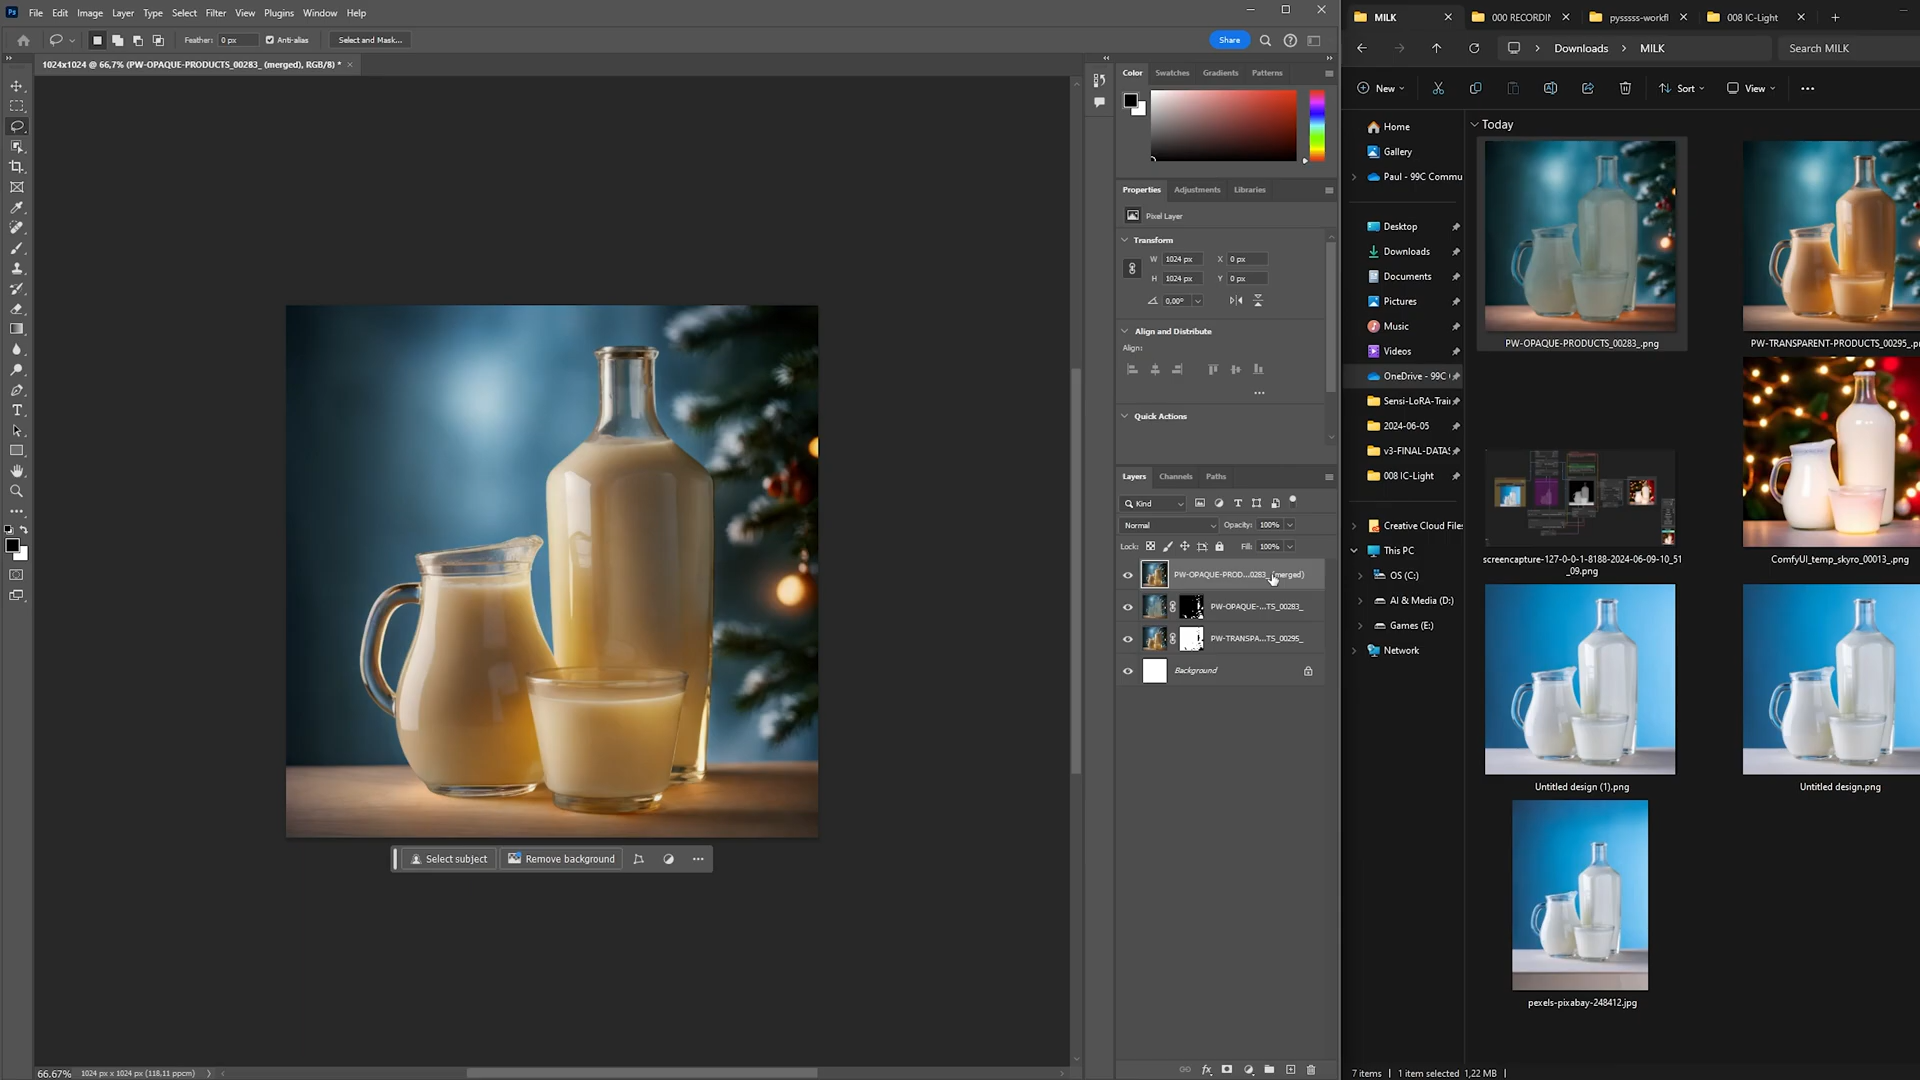 Ps File Edit Image Layer Type Select Filter View Plugins Window Help
Feather: 0 px Anti-alias Select and Mask... Share
1024x1024 @ 66,7% (PW-OPAQUE-PRODUCTS_00283_ (merged), RGB/8) *
Select subject Remove background
66.67% 1024 px x 1024 px (118,11 ppcm)
Color Swatches Gradients Patterns
Properties Adjustments Libraries
Pixel Layer
Transform
W 1024 px X 0 px
H 1024 px Y 0 px
0,00°
Align and Distribute
Align:
Quick Actions
Layers Channels Paths
Kind
Normal Opacity: 100%
Lock: Fill: 100%
PW-OPAQUE-PROD...0283_ (merged)
PW-OPAQUE-...TS_00283_
PW-TRANSPA...TS_00295_
Background
MILK 000 RECORDIN pysssss-workfl 008 IC-Light
Downloads MILK Search MILK
New Sort View
Home
Gallery
Paul - 99C Commu
Desktop
Downloads
Documents
Pictures
Music
Videos
OneDrive - 99C
Sensi-LoRA-Trai
2024-06-05
v3-FINAL-DATAS
008 IC-Light
Creative Cloud Files
This PC
OS (C:)
AI & Media (D:)
Games (E:)
Network
Today
PW-OPAQUE-PRODUCTS_00283_.png
PW-TRANSPARENT-PRODUCTS_00295_.pn
screencapture-127-0-0-1-8188-2024-06-09-10_51
_09.png
ComfyUI_temp_skyro_00013_.png
Untitled design (1).png
Untitled design.png
pexels-pixabay-248412.jpg
7 items 1 item selected 1,22 MB